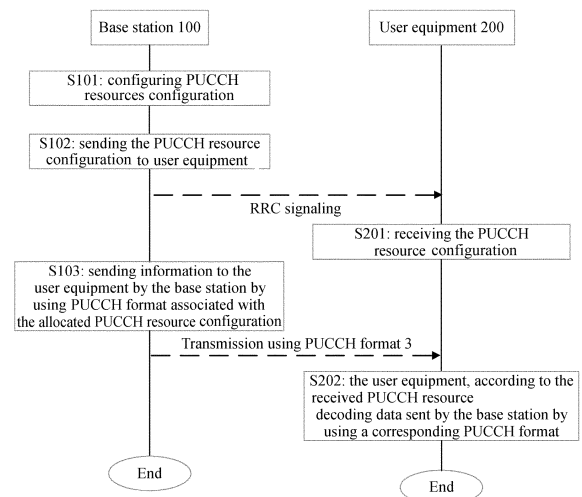 Base station 100
User equipment 200
S101: configuring PUCCH
resources configuration
S102: sending the PUCCH resource
configuration to user equipment
RRC signaling
S201: receiving the PUCCH
resource configuration
S103: sending information to the
user equipment by the base station by
using PUCCH format associated with
the allocated PUCCH resource configuration
Transmission using PUCCH format 3
S202: the user equipment, according to the
received PUCCH resource
decoding data sent by the base station by
using a corresponding PUCCH format
End
End